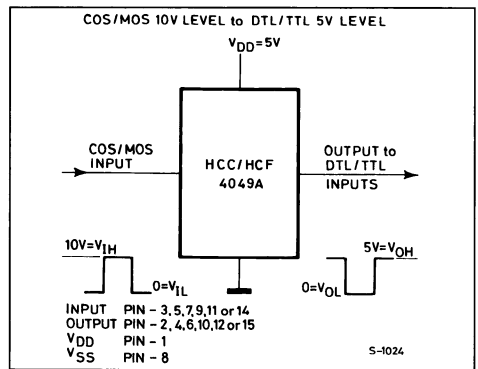 COS/MOS 10V LEVEL to DTL/TTL 5V LEVEL
VDD=5V
COS/MOS
INPUT
HCC/HCF
4049A
OUTPUT to
DTL/TTL
INPUTS
10V=VIH
0=VIL
5V=VOH
0=VOL
INPUT PIN - 3,5,7,9,11 or 14
OUTPUT PIN - 2,4,6,10,12 or 15
VDD PIN - 1
VSS PIN - 8
S-1024